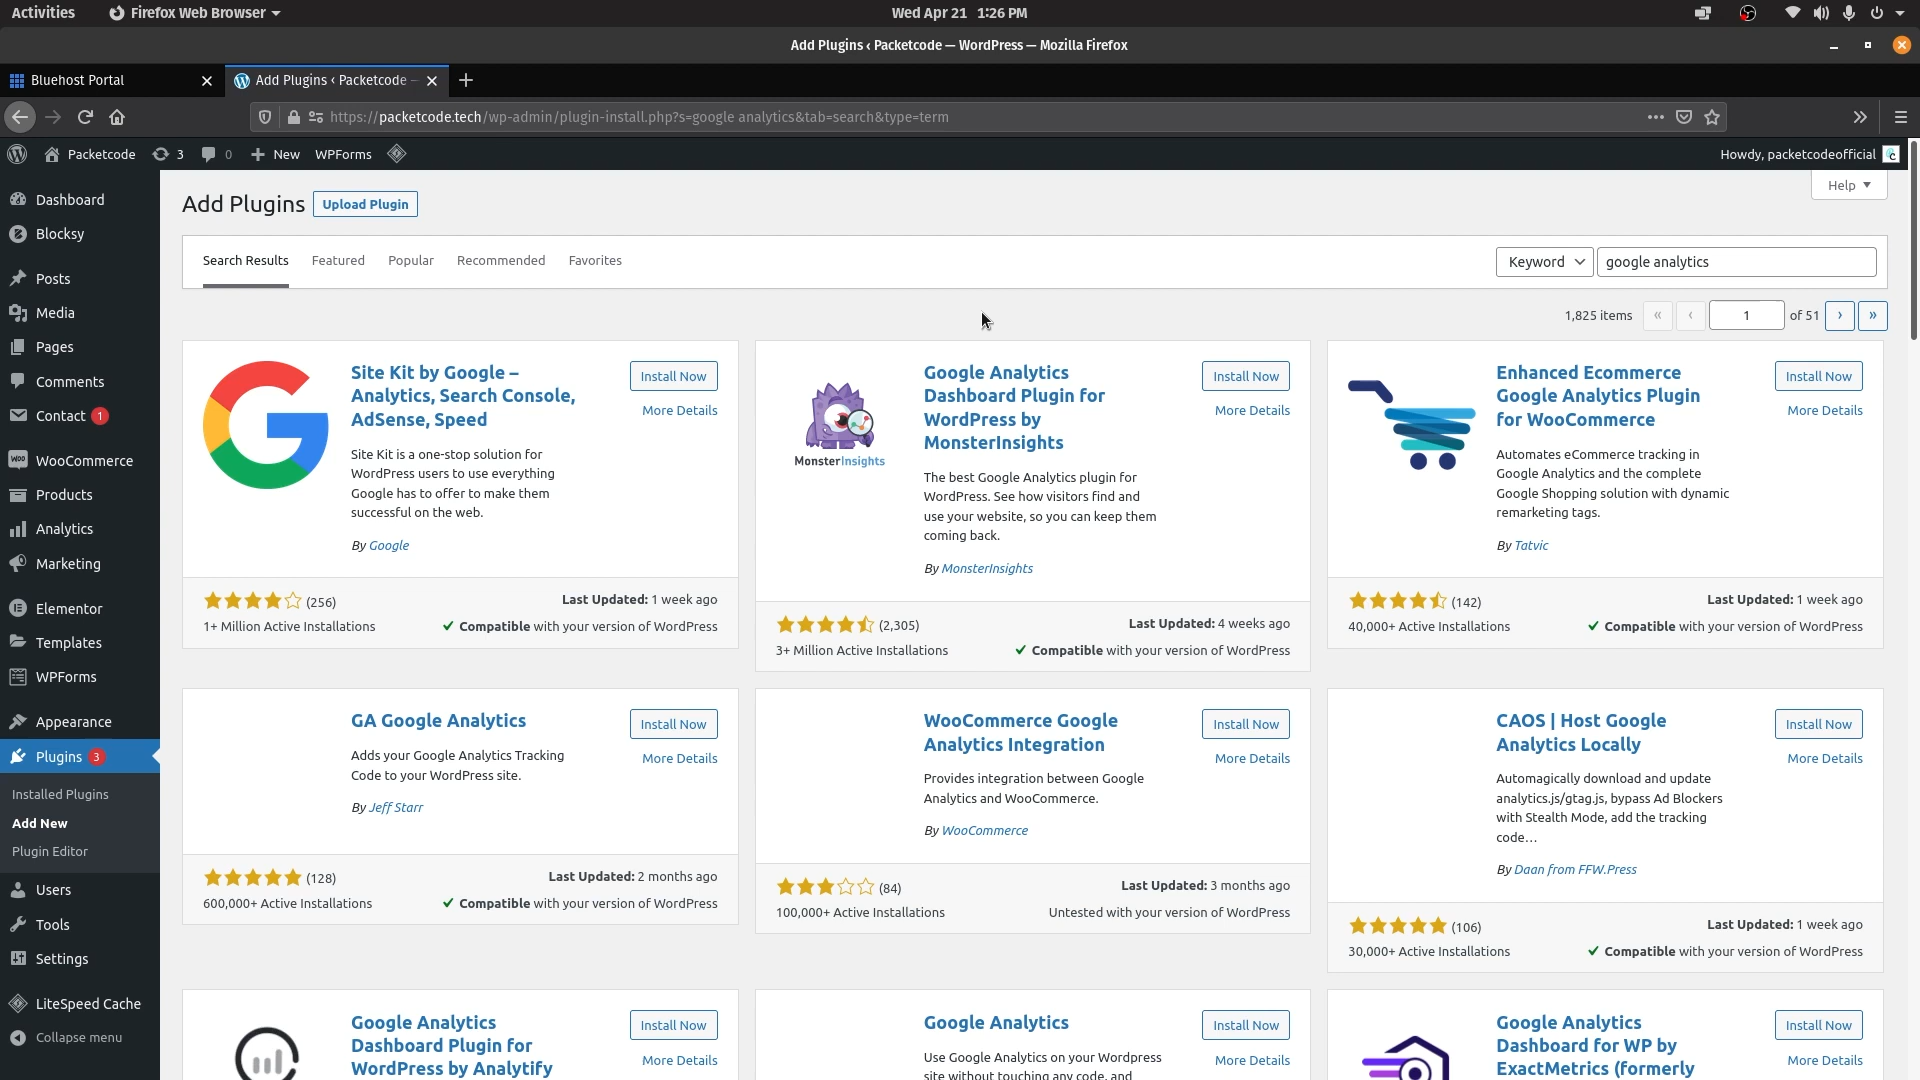 Activities
Firefox Web Browser
Wed Apr 21 1:26 PM
Add Plugins ‹ Packetcode — WordPress — Mozilla Firefox
Bluehost Portal
Add Plugins ‹ Packetcode —
https://packetcode.tech/wp-admin/plugin-install.php?s=google analytics&tab=search&type=term
Packetcode
3
0
New
WPForms
Howdy, packetcodeofficial
Dashboard
Blocksy
Posts
Media
Pages
Comments
Contact 1
WooCommerce
Products
Analytics
Marketing
Elementor
Templates
WPForms
Appearance
Plugins 3
Installed Plugins
Add New
Plugin Editor
Users
Tools
Settings
LiteSpeed Cache
Collapse menu
Help
Add Plugins
Upload Plugin
Search Results
Featured
Popular
Recommended
Favorites
Keyword
google analytics
1,825 items
«
‹
1
of 51
›
»
Site Kit by Google –
Analytics, Search Console,
AdSense, Speed
Install Now
More Details
Site Kit is a one-stop solution for
WordPress users to use everything
Google has to offer to make them
successful on the web.
By Google
(256)
Last Updated: 1 week ago
1+ Million Active Installations
Compatible with your version of WordPress
MonsterInsights
Google Analytics
Dashboard Plugin for
WordPress by
MonsterInsights
Install Now
More Details
The best Google Analytics plugin for
WordPress. See how visitors find and
use your website, so you can keep them
coming back.
By MonsterInsights
(2,305)
Last Updated: 4 weeks ago
3+ Million Active Installations
Compatible with your version of WordPress
Enhanced Ecommerce
Google Analytics Plugin
for WooCommerce
Install Now
More Details
Automates eCommerce tracking in
Google Analytics and the complete
Google Shopping solution with dynamic
remarketing tags.
By Tatvic
(142)
Last Updated: 1 week ago
40,000+ Active Installations
Compatible with your version of WordPress
GA Google Analytics
Install Now
More Details
Adds your Google Analytics Tracking
Code to your WordPress site.
By Jeff Starr
(128)
Last Updated: 2 months ago
600,000+ Active Installations
Compatible with your version of WordPress
WooCommerce Google
Analytics Integration
Install Now
More Details
Provides integration between Google
Analytics and WooCommerce.
By WooCommerce
(84)
Last Updated: 3 months ago
100,000+ Active Installations
Untested with your version of WordPress
CAOS | Host Google
Analytics Locally
Install Now
More Details
Automagically download and update
analytics.js/gtag.js, bypass Ad Blockers
with Stealth Mode, add the tracking
code…
By Daan from FFW.Press
(106)
Last Updated: 1 week ago
30,000+ Active Installations
Compatible with your version of WordPress
Google Analytics
Dashboard Plugin for
WordPress by Analytify
Install Now
More Details
Google Analytics
Install Now
More Details
Use Google Analytics on your Wordpress
site without touching any code, and
Google Analytics
Dashboard for WP by
ExactMetrics (formerly
Install Now
More Details